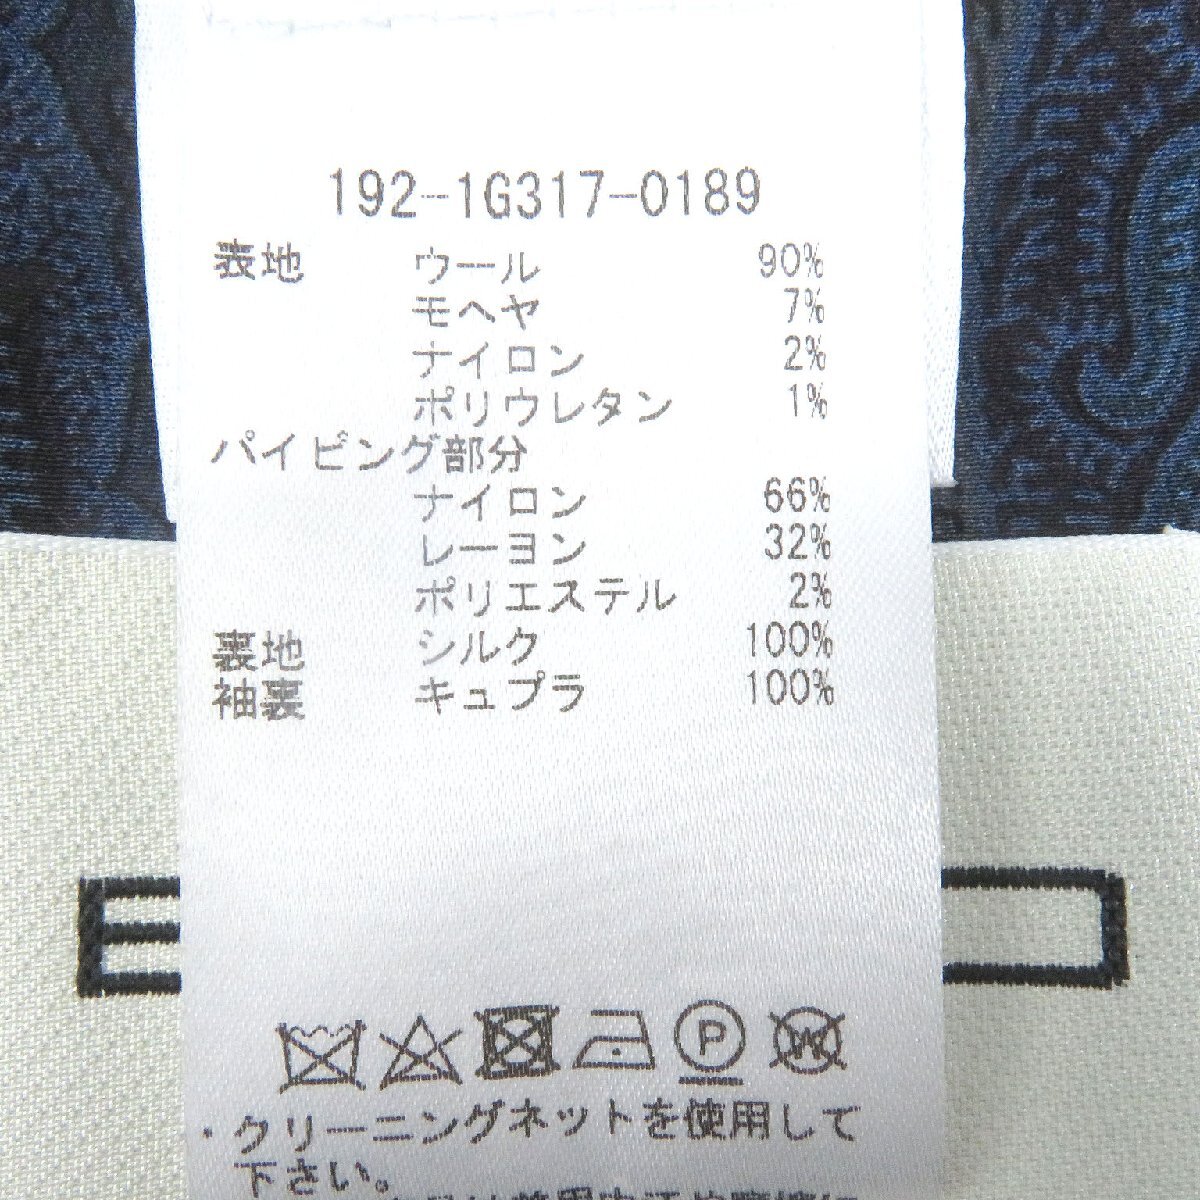 192-1G317-0189
表地 ウール 90%
モヘヤ 7%
ナイロン 2%
ポリウレタン 1%
パイピング部分
ナイロン 66%
レーヨン 32%
ポリエステル 2%
裏地 シルク 100%
袖裏 キュプラ 100%
P W
・クリーニングネットを使用して
下さい。